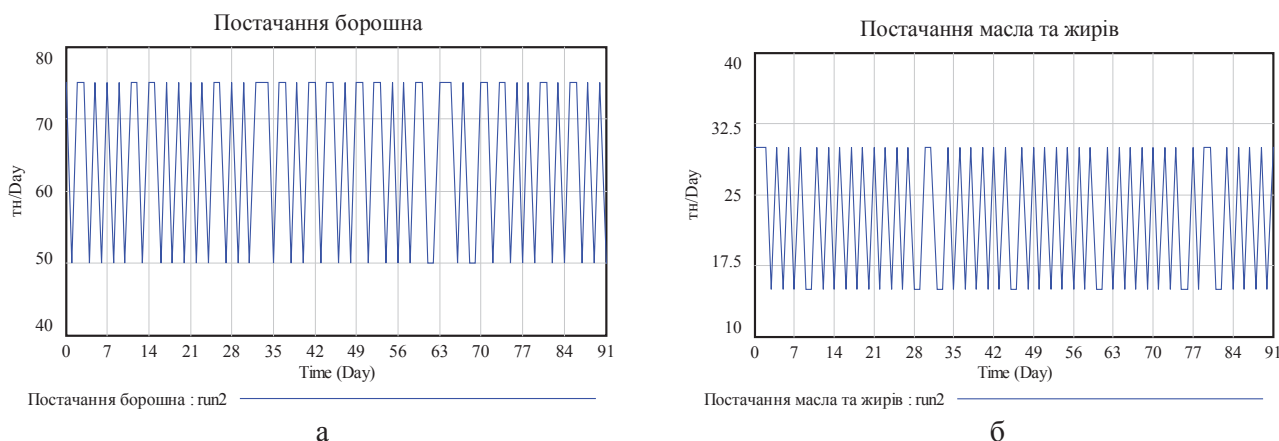 Постачання борошна
80
70
60
50
40
тн/Day
0 7 14 21 28 35 42 49 56 63 70 77 84 91
Time (Day)
Постачання борошна : run2
а
Постачання масла та жирів
40
32.5
25
17.5
10
тн/Day
0 7 14 21 28 35 42 49 56 63 70 77 84 91
Time (Day)
Постачання масла та жирів : run2
б